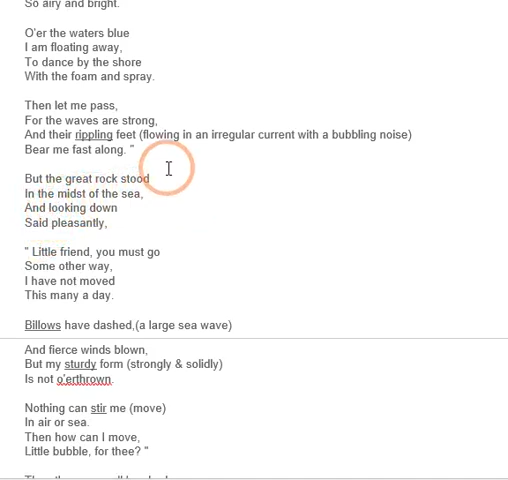 So airy and bright.
O'er the waters blue
I am floating away,
To dance by the shore
With the foam and spray.
Then let me pass,
For the waves are strong,
And their rippling feet (flowing in an irregular current with a bubbling noise)
Bear me fast along. "
But the great rock stood
In the midst of the sea,
And looking down
Said pleasantly,
" Little friend, you must go
Some other way,
I have not moved
This many a day.
Billows have dashed,(a large sea wave)
And fierce winds blown,
But my sturdy form (strongly & solidly)
Is not o'erthrown.
Nothing can stir me (move)
In air or sea.
Then how can I move,
Little bubble, for thee? "